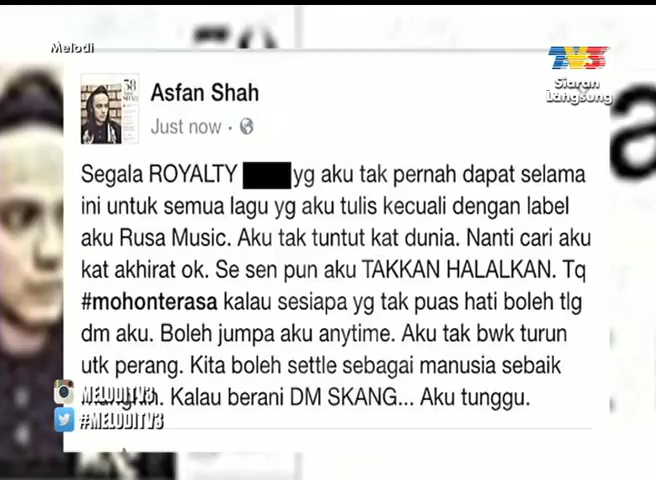 Melodi
TV3
Siaran
Langsung
Asfan Shah
Just now
Segala ROYALTY yg aku tak pernah dapat selama
ini untuk semua lagu yg aku tulis kecuali dengan label
aku Rusa Music. Aku tak tuntut kat dunia. Nanti cari aku
kat akhirat ok. Se sen pun aku TAKKAN HALALKAN. Tq
#mohonterasa kalau sesiapa yg tak puas hati boleh tlg
dm aku. Boleh jumpa aku anytime. Aku tak bwk turun
utk perang. Kita boleh settle sebagai manusia sebaik
Kalau berani DM SKANG... Aku tunggu.
MELODITV3
#MELODITV3